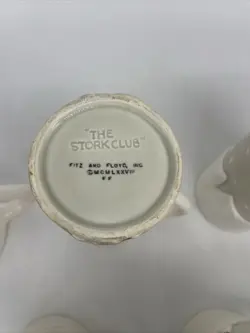 "THE
STORK CLUB"
FITZ AND FLOYD, INC.
©MCMLXXVII
FF